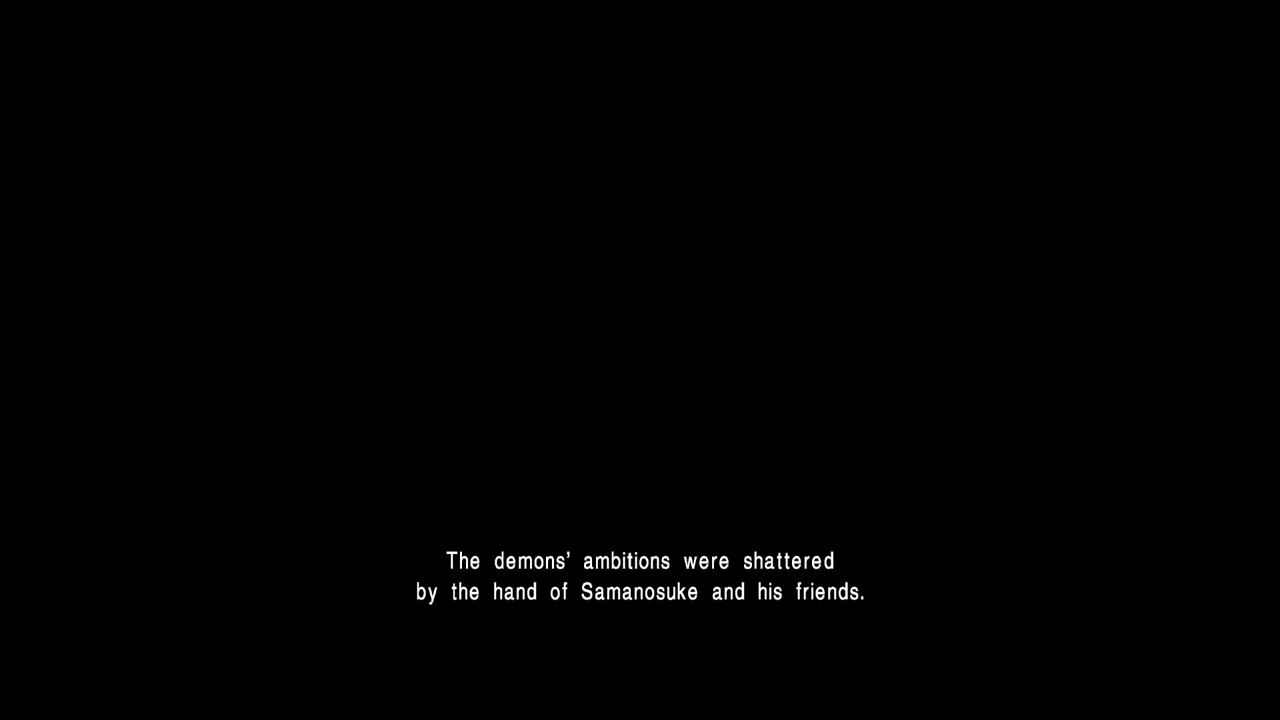 The demons’ ambitions were shattered
by the hand of Samanosuke and his friends.